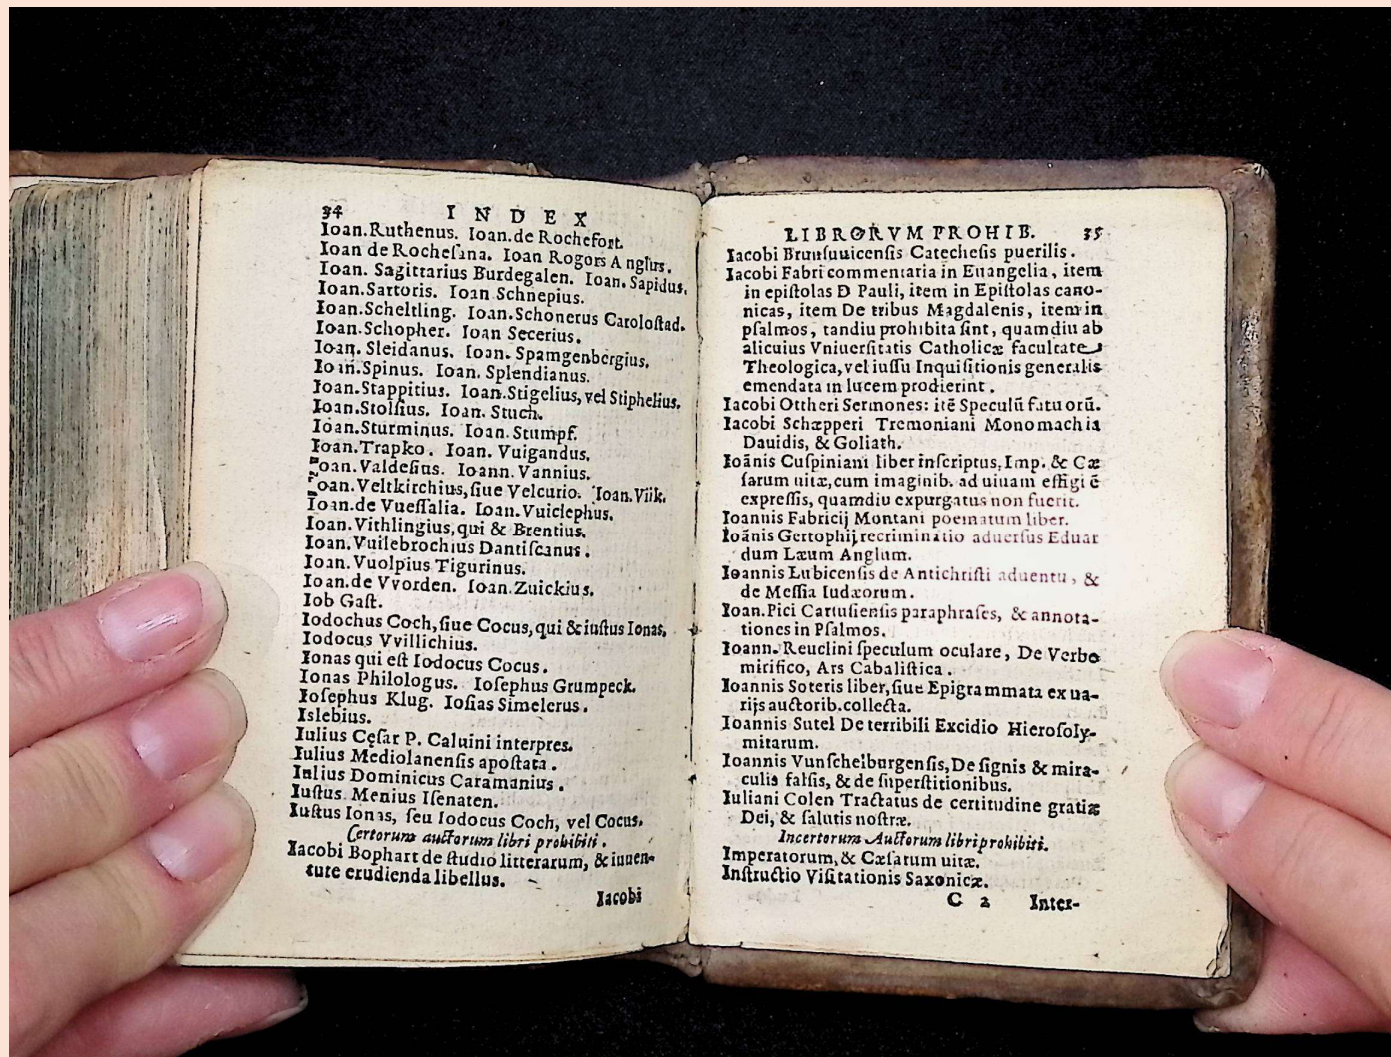 34 INDEX
Ioan.Ruthenus. Ioan.de Rochefort.
Ioan de Rochefana. Ioan Rogors Anglus.
Ioan. Sagittarius Burdegalen. Ioan. Sapidus.
Ioan.Sartoris. Ioan Schnepius.
Ioan.Scheltling. Ioan.Schonerus Caroloſtad.
Ioan.Schopher. Ioan Secerius.
Ioan. Sleidanus. Ioan. Spamgenbergius.
Ioan.Spinus. Ioan. Splendianus.
Ioan.Stappitius. Ioan.Stigelius, vel Stiphelius.
Ioan.Stolſius. Ioan. Stuch.
Ioan.Sturminus. Ioan.Stumpf.
Ioan.Trapko. Ioan. Vuigandus.
Ioan.Valdeſius. Ioann.Vannius.
Ioan.Veltkirchius,ſiue Velcurio. Ioan.Viik.
Ioan.de Vueſſalia. Ioan.Vuiclephus.
Ioan.Vithlingius,qui & Brentius.
Ioan.Vuilebrochius Dantiſcanus.
Ioan.Vuolpius Tigurinus.
Ioan.de Vvorden. Ioan.Zuickius.
Iob Gaſt.
Iodochus Coch,ſiue Cocus,qui & iuſtus Ionas.
Iodocus Vvillichius.
Ionas qui eſt Iodocus Cocus.
Ionas Philologus. Ioſephus Grumpeck.
Ioſephus Klug. Ioſias Simelerus.
Islebius.
Iulius Cęſar P. Caluini interpres.
Iulius Mediolanenſis apoſtata.
Iulius Dominicus Caramanius.
Iuſtus Menius Iſenaten.
Iuſtus Ionas, ſeu Iodocus Coch, vel Cocus.
Certorum auctorum libri prohibiti.
Iacobi Bophart de ſtudio litterarum, & iuuen-
tute erudienda libellus.
Iacobi
LIBRORVM PROHIB. 35
Iacobi Brunſuuicenſis Catecheſis puerilis.
Iacobi Fabri commentaria in Euangelia, item
in epiſtolas D Pauli, item in Epiſtolas cano-
nicas, item De tribus Magdalenis, item in
pſalmos, tandiu prohibita ſint, quamdiu ab
alicuius Vniuerſitatis Catholicæ facultate
Theologica, vel iuſſu Inquiſitionis generalis
emendata in lucem prodierint.
Iacobi Ottheri Sermones: itē Speculū fatuorū.
Iacobi Schæpperi Tremoniani Monomachia
Dauidis, & Goliath.
Ioānis Cuſpiniani liber inſcriptus, Imp. & Cæ
ſarum uitæ,cum imaginib. ad uiuam effigiē
expreſſis, quamdiu expurgatus non fuerit.
Ioannis Fabricij Montani poematum liber.
Ioānis Gertophij recriminatio aduerſus Eduar
dum Læum Anglum.
Ioannis Lubicenſis de Antichriſti aduentu, &
de Meſſia Iudæorum.
Ioan.Pici Cartuſienſis paraphraſes, & annota-
tiones in Pſalmos.
Ioann. Reuclini ſpeculum oculare, De Verbo
mirifico, Ars Cabaliſtica.
Ioannis Soteris liber,ſiue Epigrammata ex ua-
rijs auctorib.collecta.
Ioannis Sutel De terribili Excidio Hieroſoly-
mitarum.
Ioannis Vunſchelburgenſis,De ſignis & mira-
culis falſis, & de ſuperſtitionibus.
Iuliani Colen Tractatus de certitudine gratiæ
Dei, & ſalutis noſtræ.
Incertorum Auctorum libri prohibiti.
Imperatorum, & Cæſarum uitæ.
Inſtructio Viſitationis Saxonicæ.
C 2 Inter-